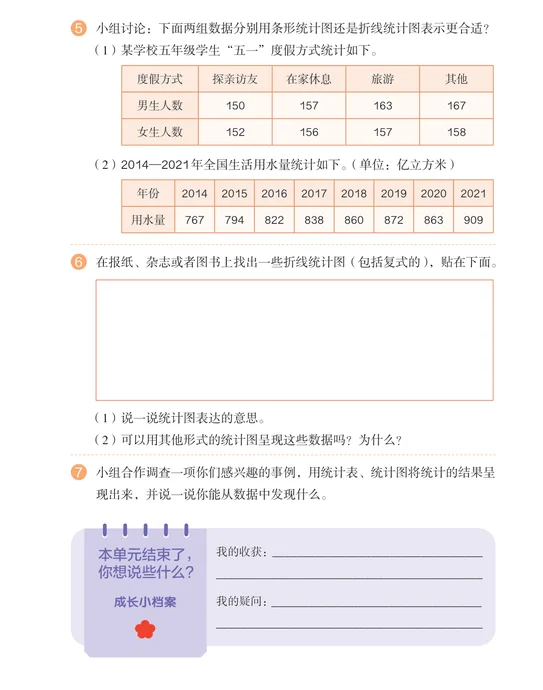 5 小组讨论：下面两组数据分别用条形统计图还是折线统计图表示更合适？
（1）某学校五年级学生“五一”度假方式统计如下。
度假方式 探亲访友 在家休息 旅游 其他
男生人数 150 157 163 167
女生人数 152 156 157 158
（2）2014—2021年全国生活用水量统计如下。（单位：亿立方米）
年份 2014 2015 2016 2017 2018 2019 2020 2021
用水量 767 794 822 838 860 872 863 909
6 在报纸、杂志或者图书上找出一些折线统计图（包括复式的），贴在下面。
（1）说一说统计图表达的意思。
（2）可以用其他形式的统计图呈现这些数据吗？为什么？
7 小组合作调查一项你们感兴趣的事例，用统计表、统计图将统计的结果呈
现出来，并说一说你能从数据中发现什么。
本单元结束了，
你想说些什么？
成长小档案
我的收获：
我的疑问：